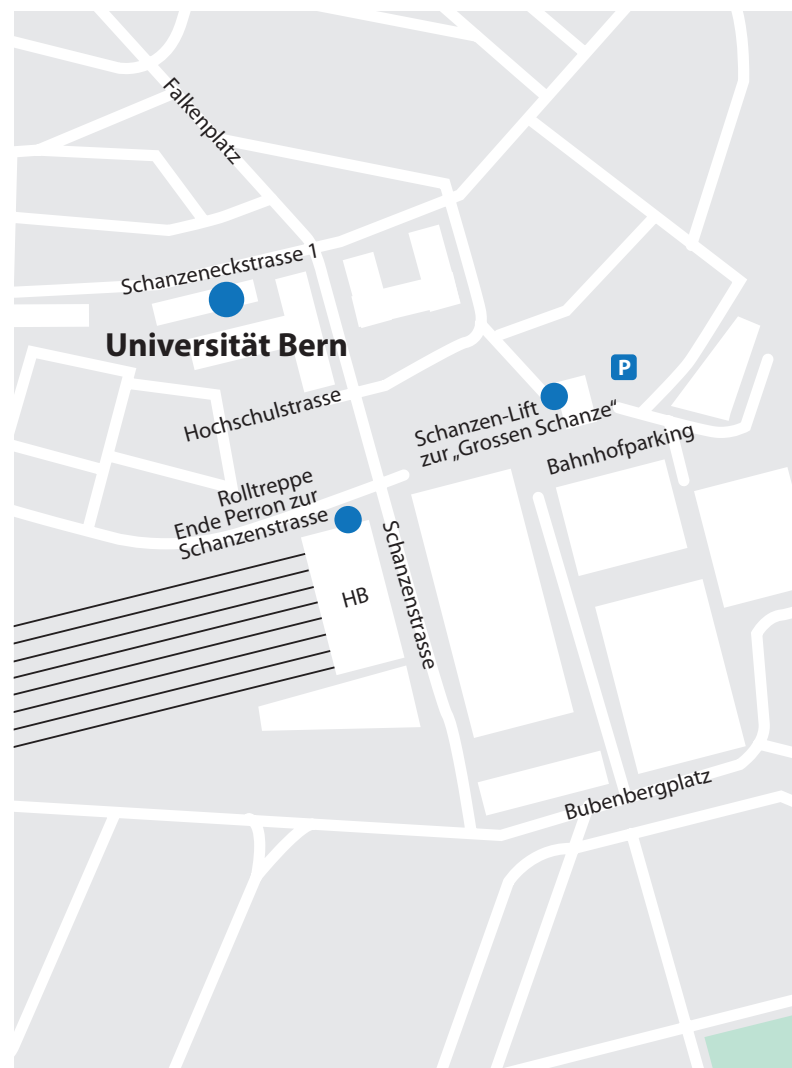 Falkenplatz
Schanzeneckstrasse 1
Universität Bern
P
Hochschulstrasse
Schanzen-Lift
zur „Grossen Schanze“
Bahnhofparking
Rolltreppe
Ende Perron zur
Schanzenstrasse
Schanzenstrasse
HB
Bubenbergplatz